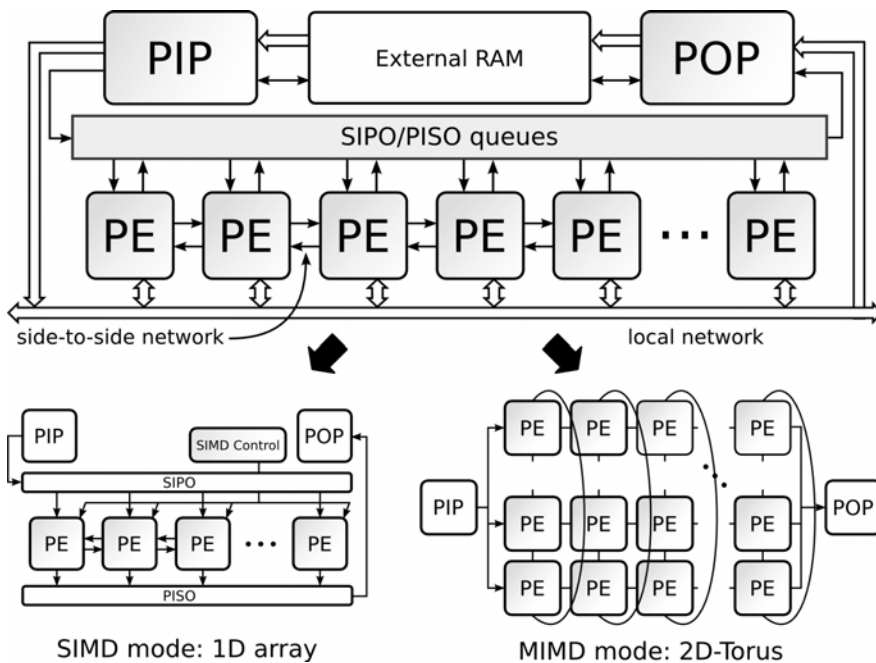 PIP
External RAM
POP
SIPO/PISO queues
PE PE PE PE PE ... PE
side-to-side network
local network
PIP
SIMD Control
POP
SIPO
PE PE PE ... PE
PISO
SIMD mode: 1D array
PE PE PE PE
PIP
PE PE PE PE
POP
PE PE PE PE
MIMD mode: 2D-Torus